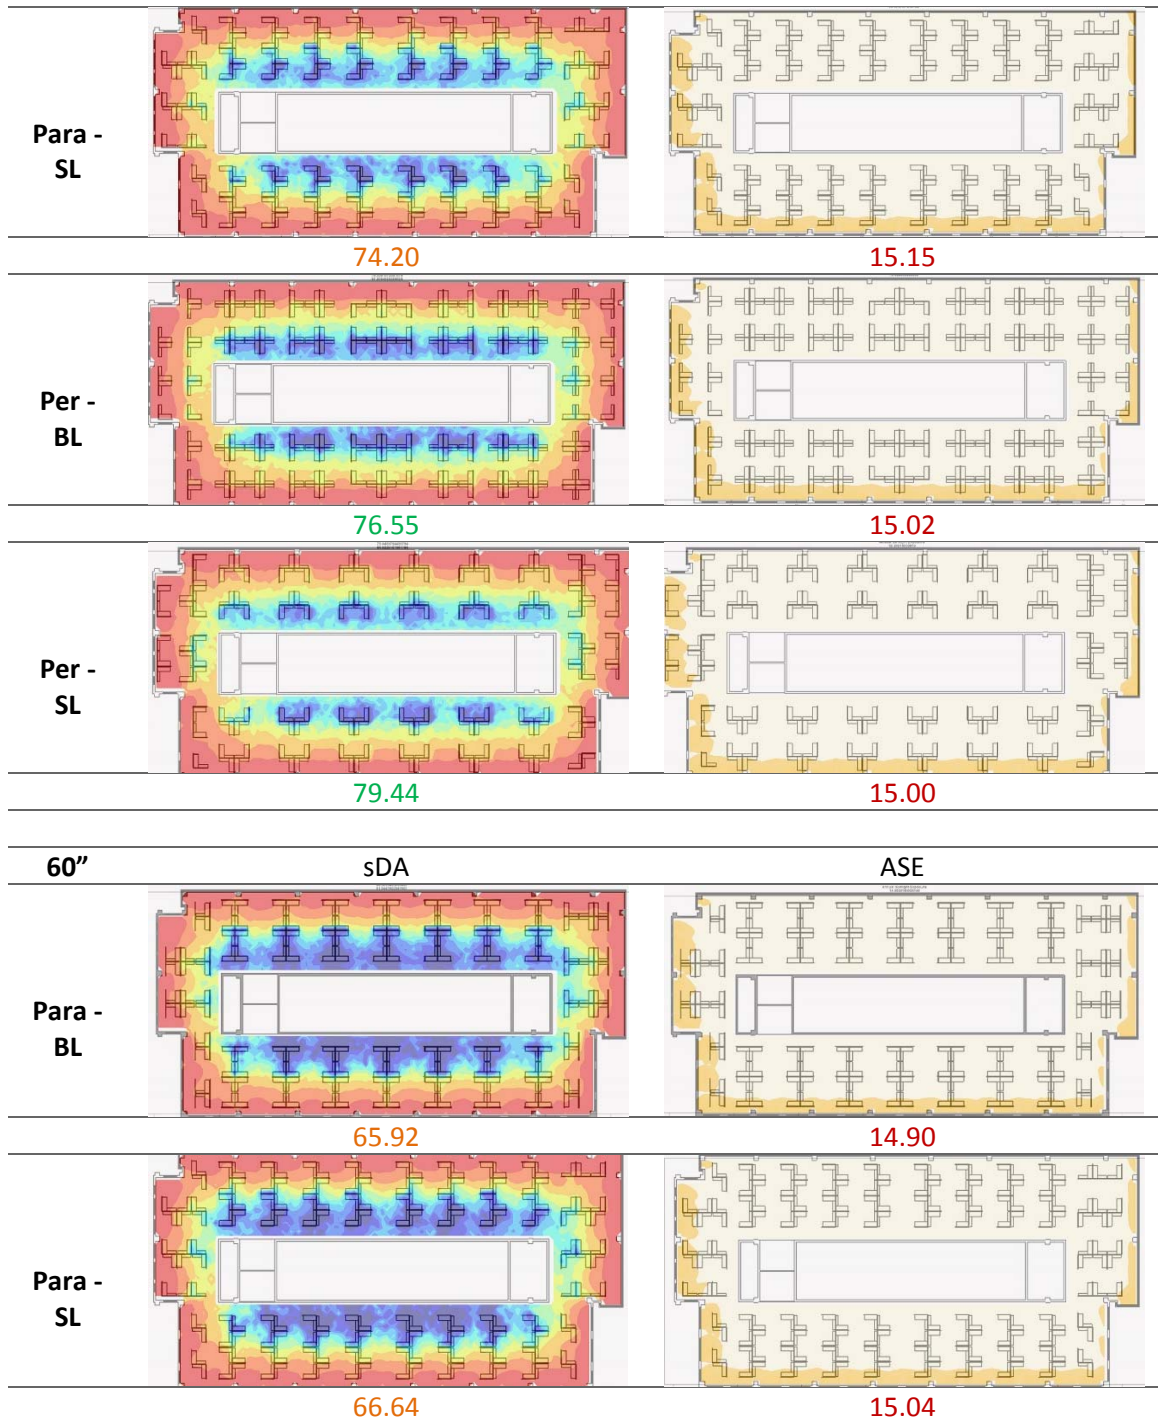 Para -
SL
74.20 15.15
Per -
BL
76.55 15.02
Per -
SL
79.44 15.00
60” sDA ASE
Para -
BL
65.92 14.90
Para -
SL
66.64 15.04